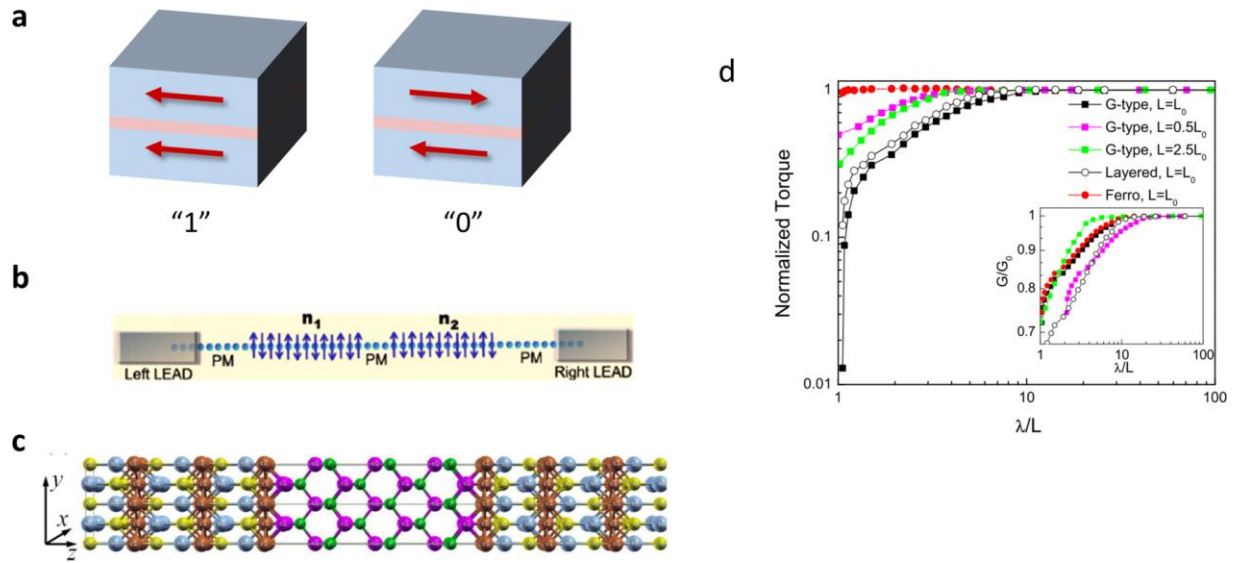 a
“1”
“0”
b
n1
n2
PM
PM
PM
Left LEAD
Right LEAD
c
y
x
z
d
Normalized Torque
1
0.1
0.01
1
10
100
λ/L
G-type, L=L0
G-type, L=0.5L0
G-type, L=2.5L0
Layered, L=L0
Ferro, L=L0
G/G0
1
0.9
0.8
0.7
1
10
100
λ/L